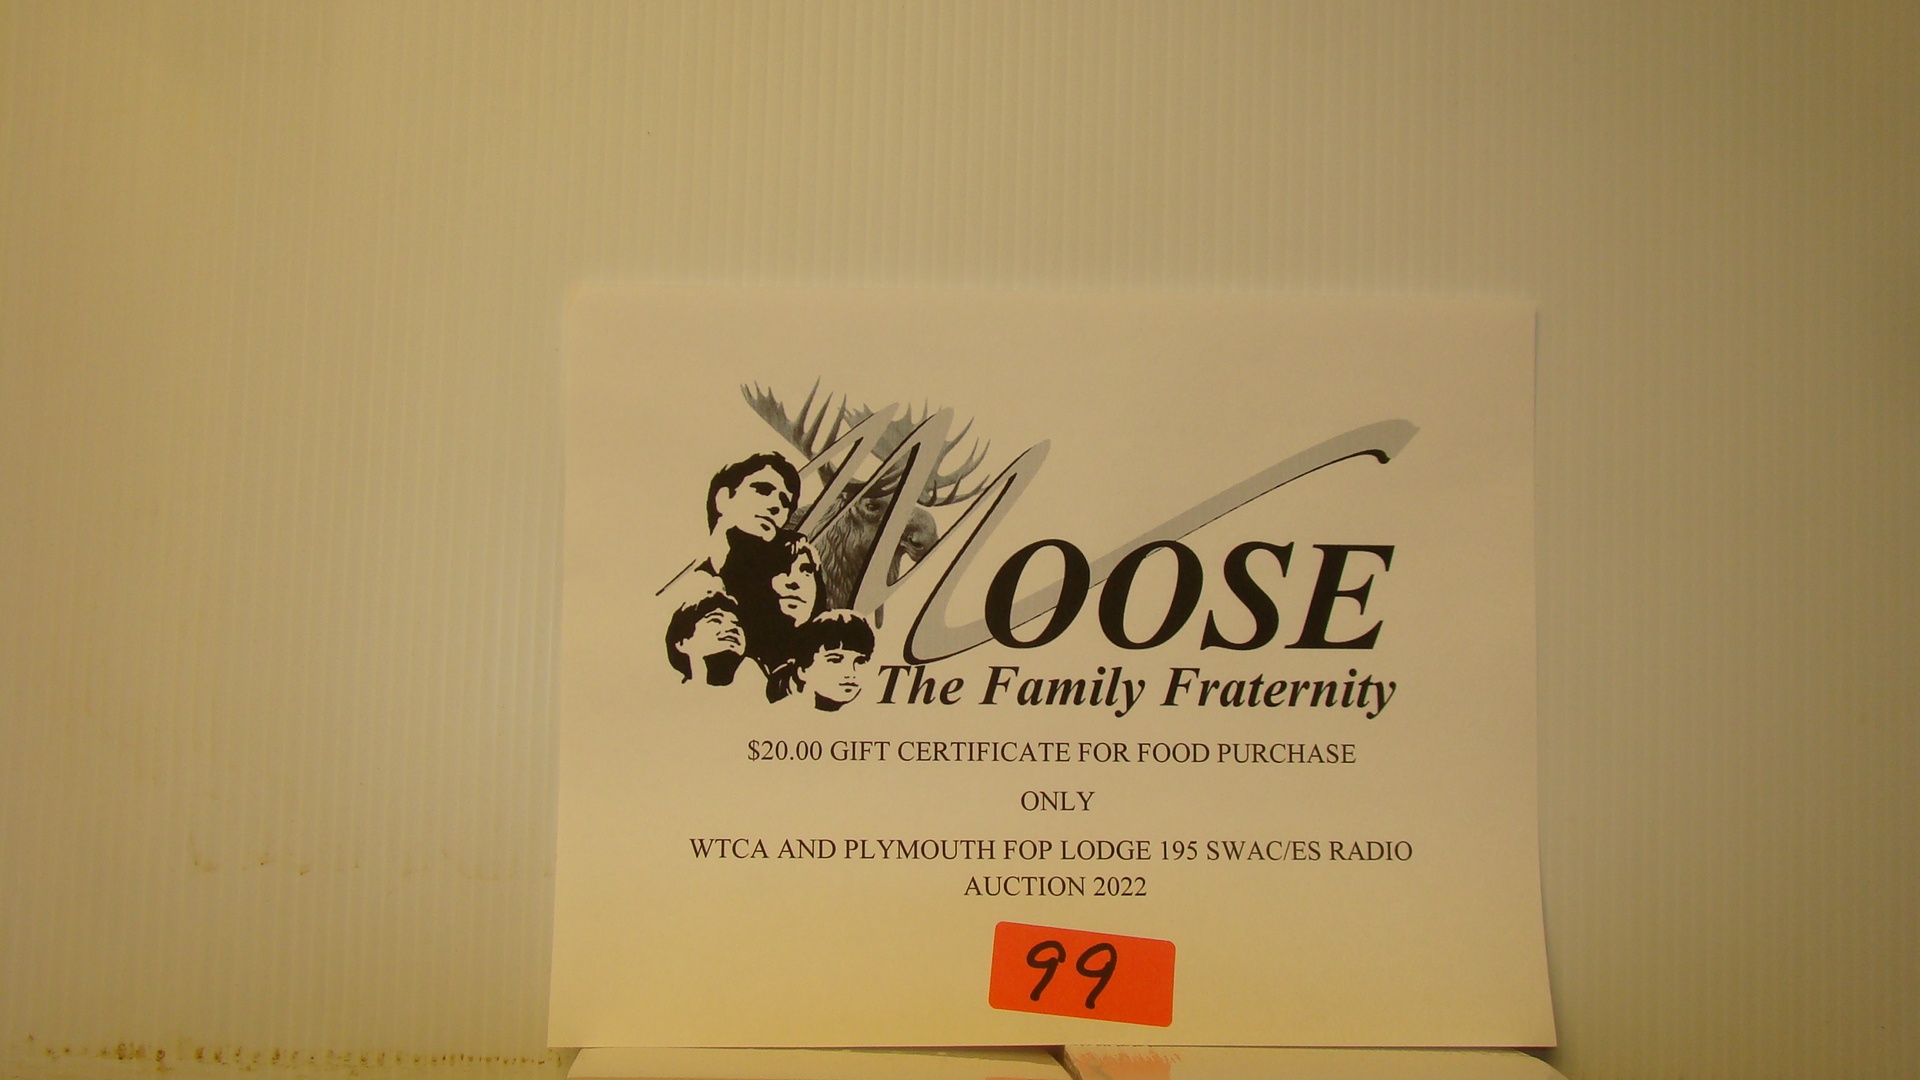 MOOSE
The Family Fraternity
$20.00 GIFT CERTIFICATE FOR FOOD PURCHASE
ONLY
WTCA AND PLYMOUTH FOP LODGE 195 SWAC/ES RADIO
AUCTION 2022
99